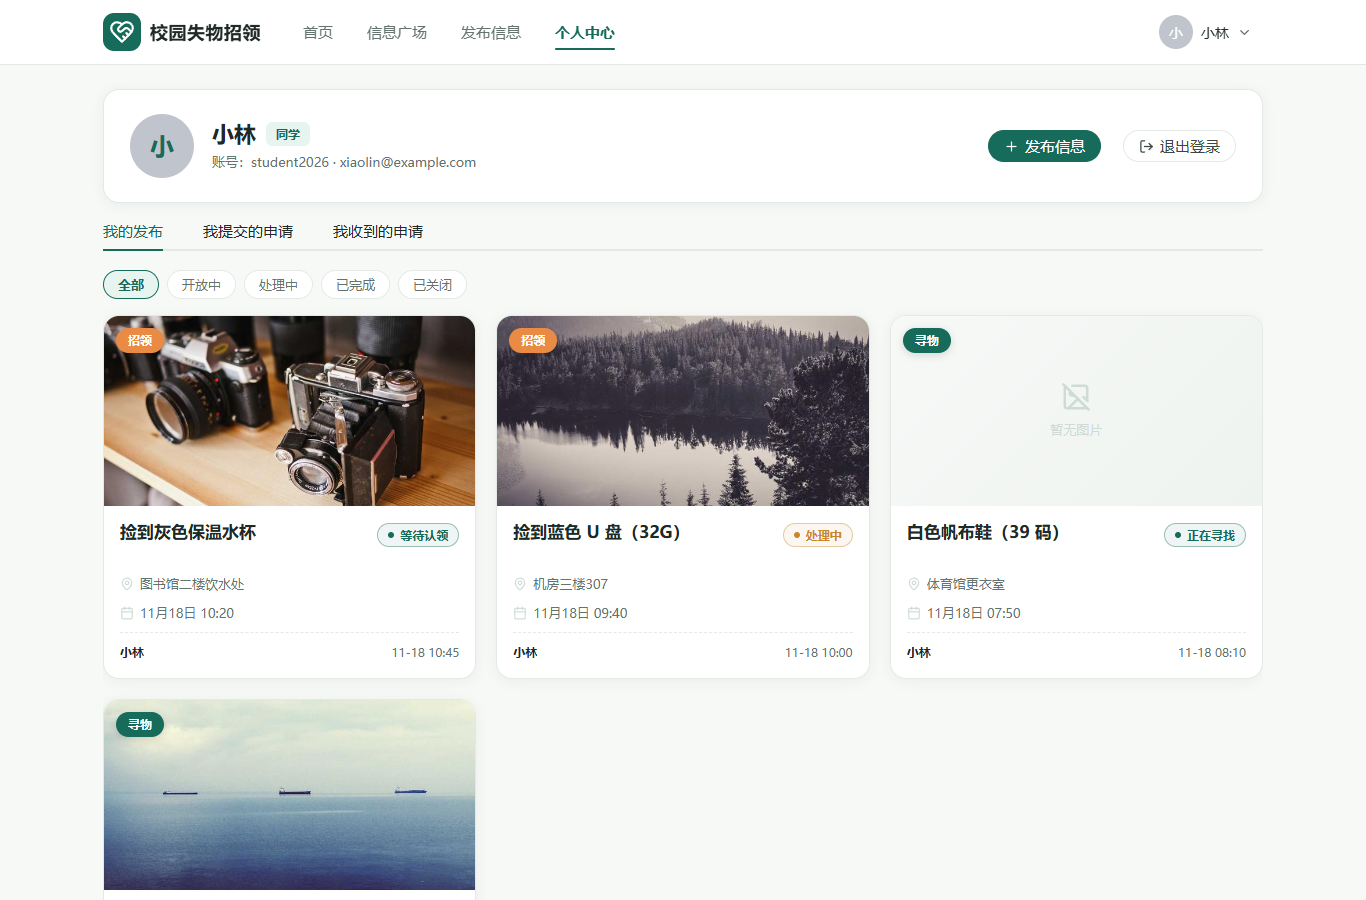 校园失物招领
首页
信息广场
发布信息
个人中心
小
小林
小
小林
同学
账号：student2026 · xiaolin@example.com
发布信息
退出登录
我的发布
我提交的申请
我收到的申请
全部
开放中
处理中
已完成
已关闭
招领
捡到灰色保温水杯
等待认领
图书馆二楼饮水处
11月18日 10:20
小林
11-18 10:45
招领
捡到蓝色 U 盘（32G）
处理中
机房三楼307
11月18日 09:40
小林
11-18 10:00
寻物
暂无图片
白色帆布鞋（39 码）
正在寻找
体育馆更衣室
11月18日 07:50
小林
11-18 08:10
寻物